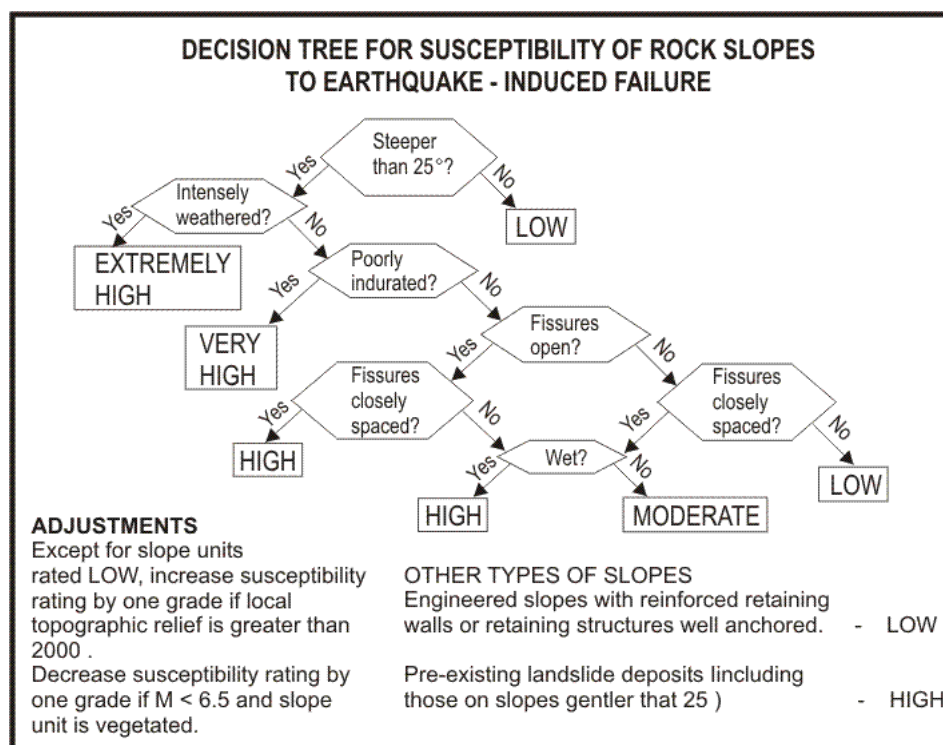 DECISION TREE FOR SUSCEPTIBILITY OF ROCK SLOPES
TO EARTHQUAKE - INDUCED FAILURE
Steeper
than 25°?
Yes
No
Intensely
weathered?
LOW
Yes
No
EXTREMELY
HIGH
Poorly
indurated?
Yes
No
VERY
HIGH
Fissures
open?
Yes
No
Fissures
closely
spaced?
Fissures
closely
spaced?
Yes
No
Yes
No
HIGH
Wet?
LOW
Yes
No
HIGH
MODERATE
ADJUSTMENTS
Except for slope units
rated LOW, increase susceptibility
rating by one grade if local
topographic relief is greater than
2000 .
Decrease susceptibility rating by
one grade if M < 6.5 and slope
unit is vegetated.
OTHER TYPES OF SLOPES
Engineered slopes with reinforced retaining
walls or retaining structures well anchored. - LOW
Pre-existing landslide deposits Iincluding
those on slopes gentler that 25 ) - HIGH